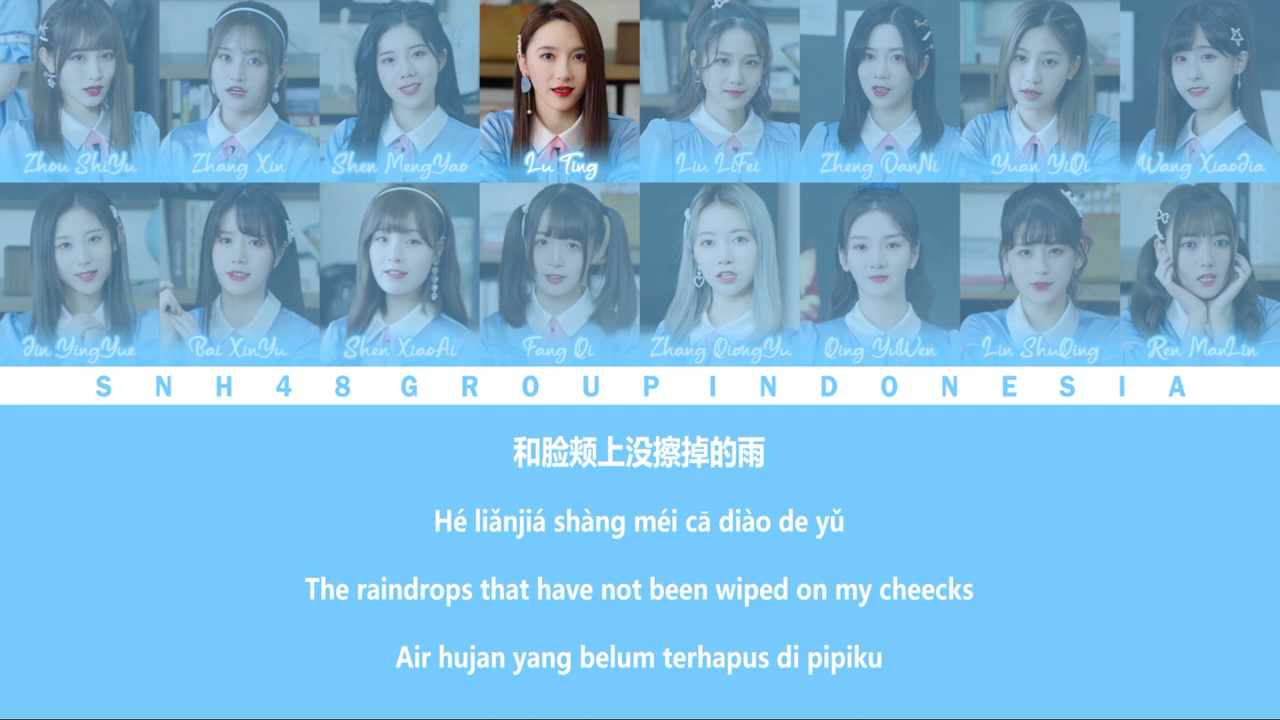 Zhou ShiYu Zhang Xin Shen MengYao Lu Ting Liu LiFei Zheng DanNi Yuan YiQi Wang XiaoJia
Jin YingYue Bai XinYu Shen XiaoAi Fang Qi Zhang QiongYu Qing YiWen Lin ShuQing Ren ManLin
SNH48GROUPINDONESIA
和脸颊上没擦掉的雨
Hé liǎnjiá shàng méi cā diào de yǔ
The raindrops that have not been wiped on my cheecks
Air hujan yang belum terhapus di pipiku